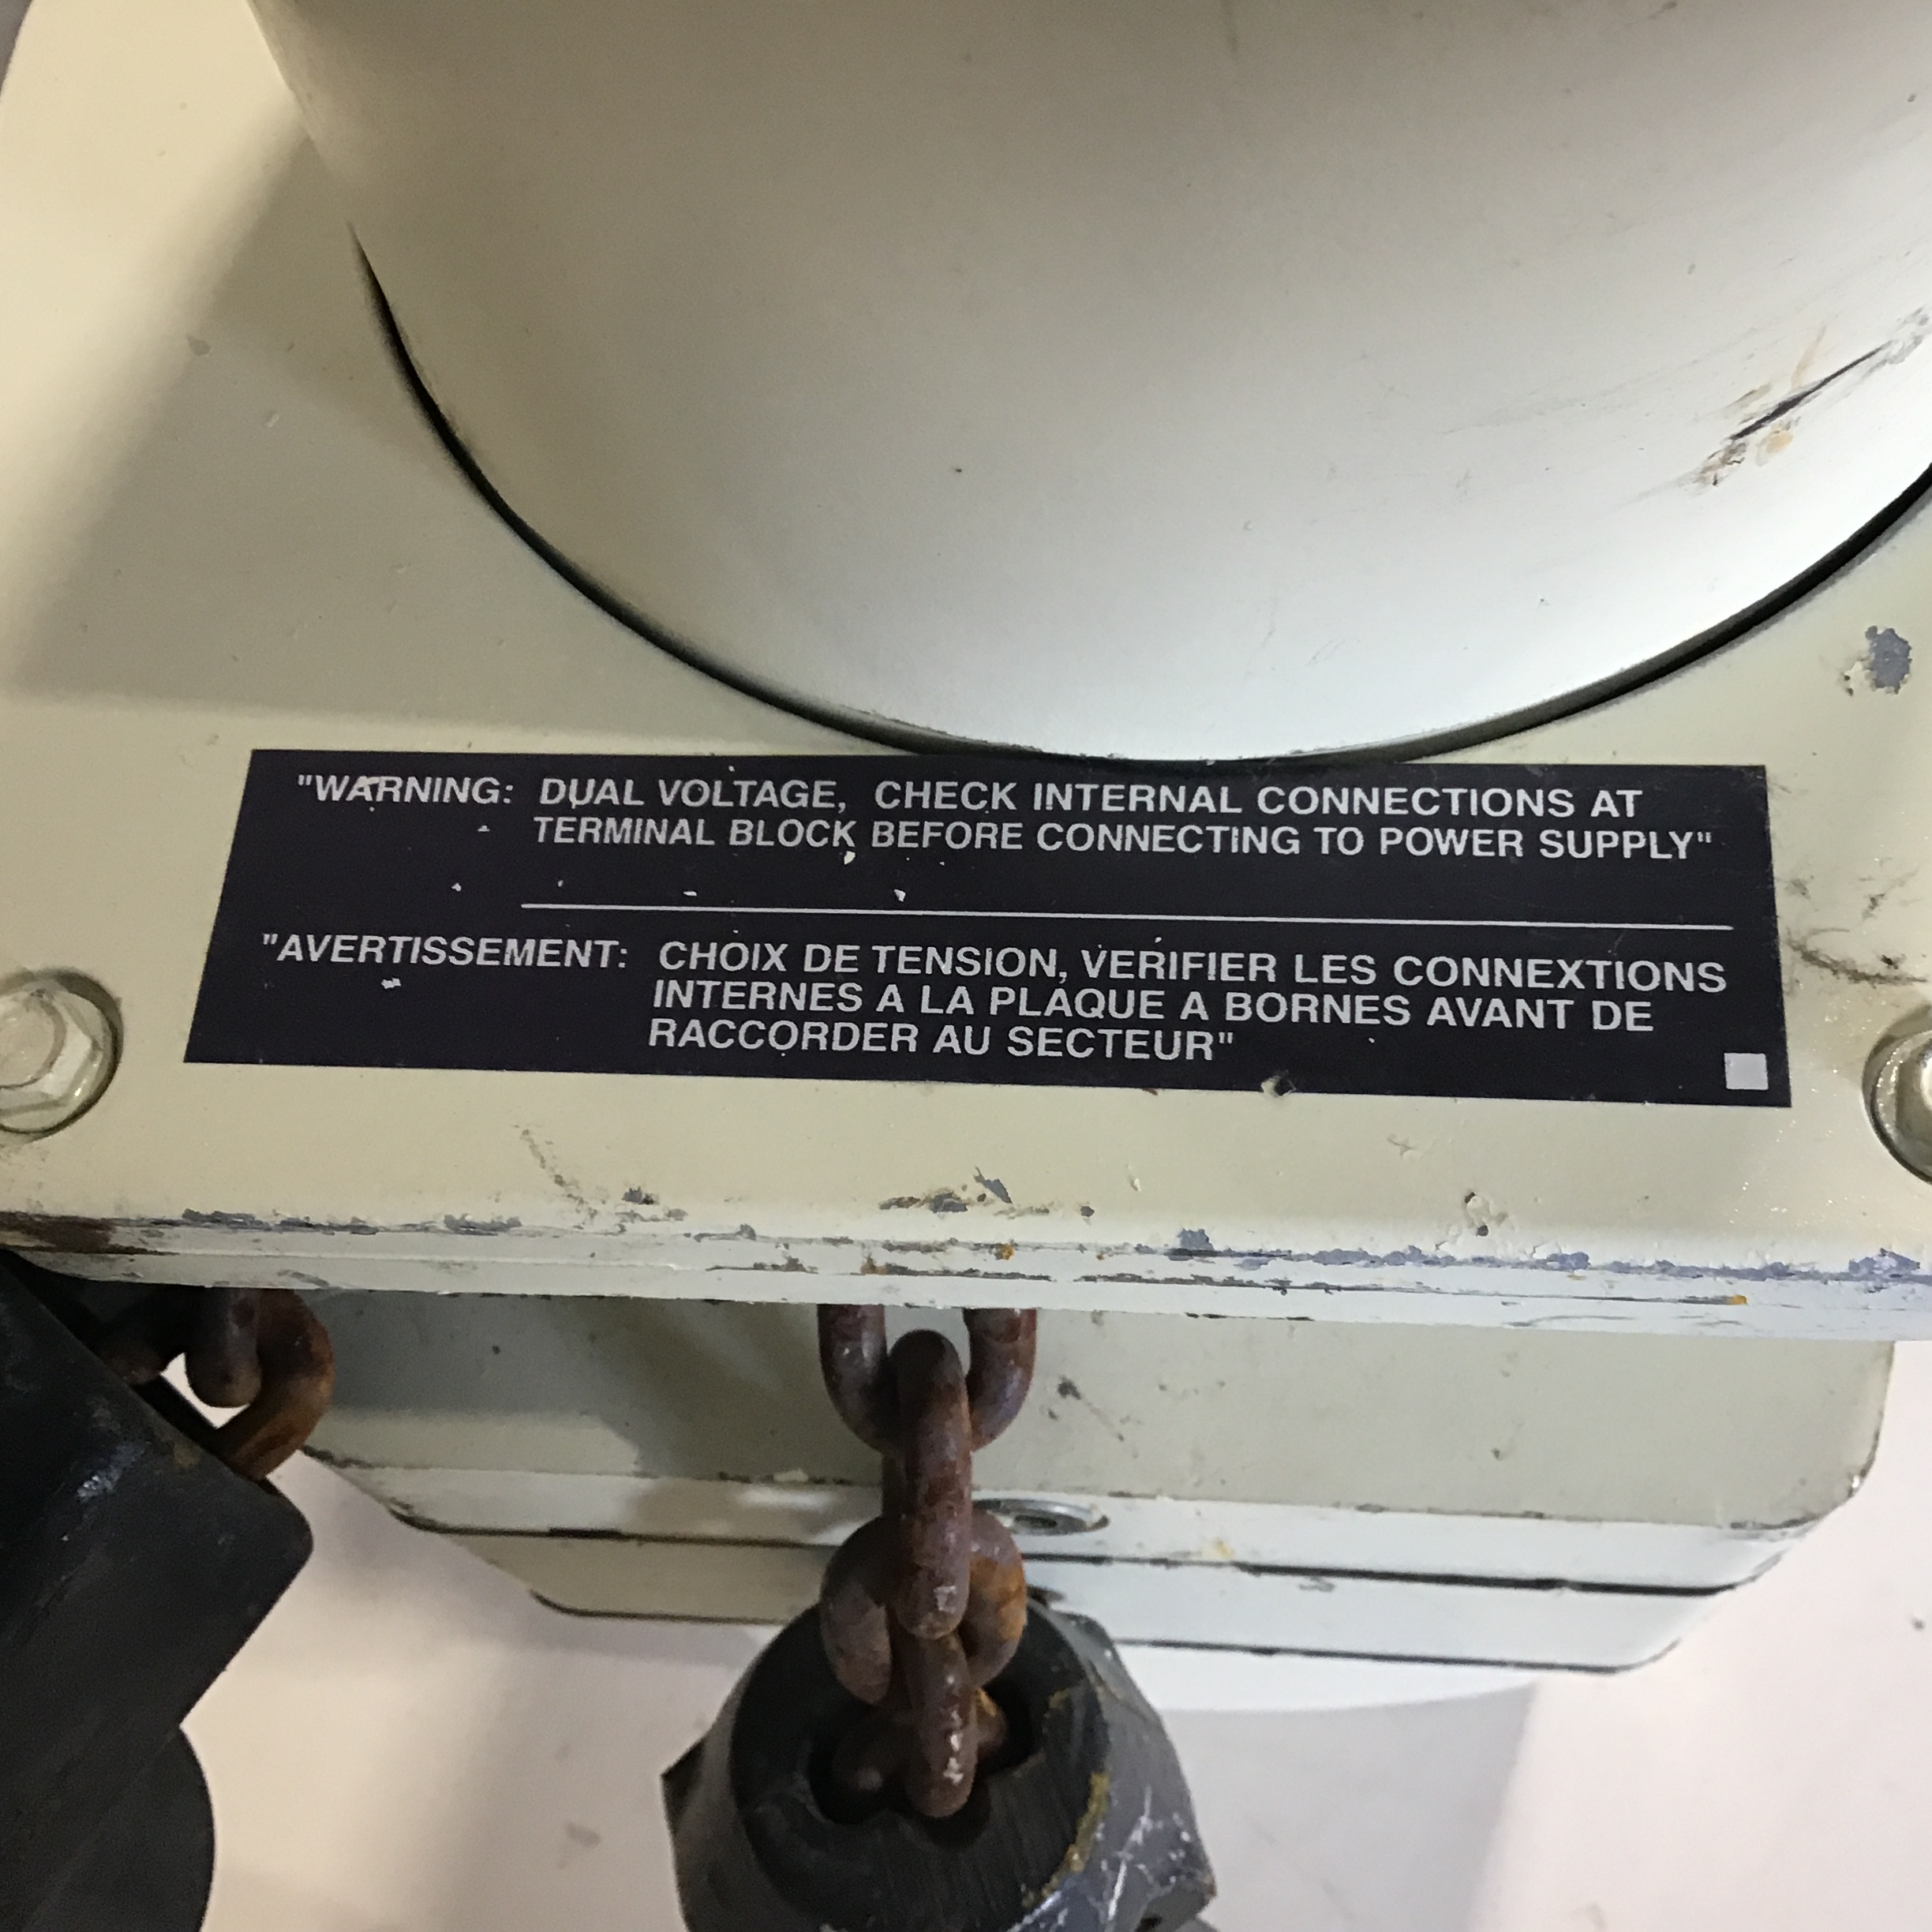 "WARNING: DUAL VOLTAGE, CHECK INTERNAL CONNECTIONS AT
TERMINAL BLOCK BEFORE CONNECTING TO POWER SUPPLY"
"AVERTISSEMENT: CHOIX DE TENSION, VERIFIER LES CONNEXTIONS
INTERNES A LA PLAQUE A BORNES AVANT DE
RACCORDER AU SECTEUR"